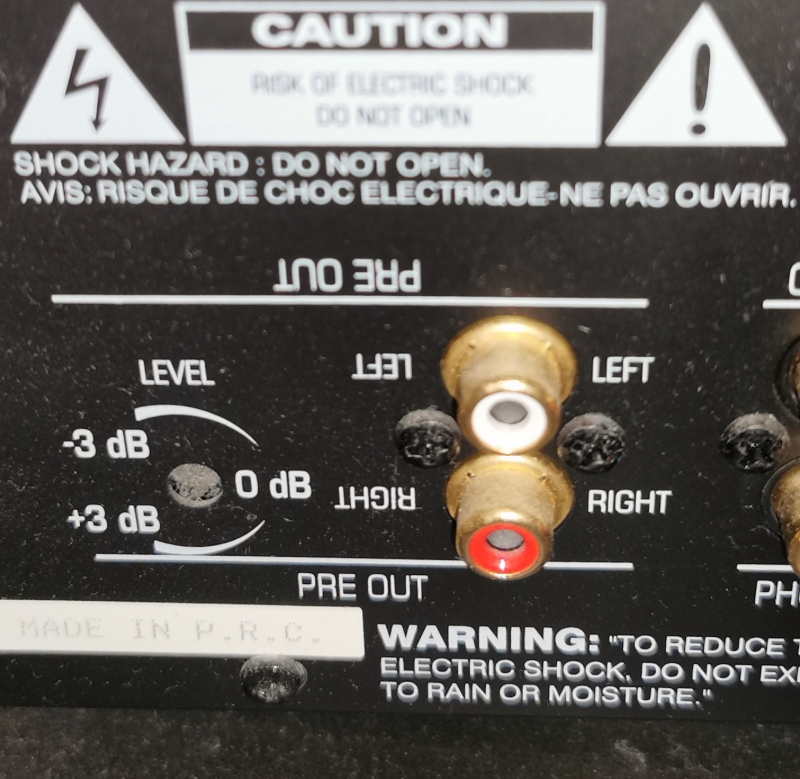 CAUTION
RISK OF ELECTRIC SHOCK
DO NOT OPEN
SHOCK HAZARD : DO NOT OPEN.
AVIS: RISQUE DE CHOC ELECTRIQUE-NE PAS OUVRIR.
PRE OUT
LEVEL
LEFT
LEFT
-3 dB
0 dB
+3 dB
RIGHT
RIGHT
PRE OUT
MADE IN P.R.C.
WARNING: "TO REDUCE
ELECTRIC SHOCK, DO NOT
TO RAIN OR MOISTURE."